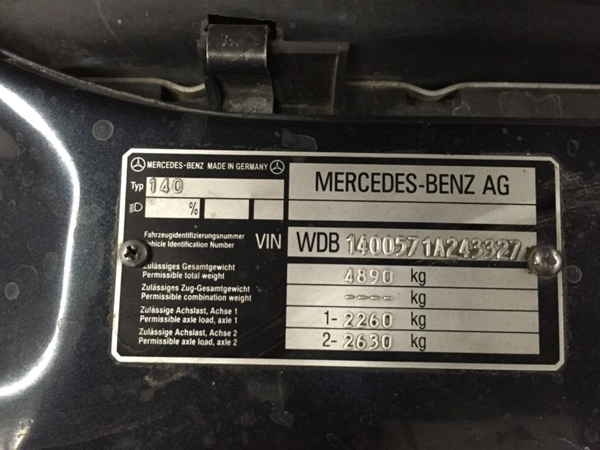 MERCEDES-BENZ MADE IN GERMANY
Typ 140
MERCEDES-BENZ AG
%
Fahrzeugidentifizierungsnummer
Vehicle Identification Number
VIN WDB 1400571A243327
Zulässiges Gesamtgewicht
Permissible total weight
4890 kg
Zulässiges Zug-Gesamtgewicht
Permissible combination weight
---- kg
Zulässige Achslast, Achse 1
Permissible axle load, axle 1
1- 2260 kg
Zulässige Achslast, Achse 2
Permissible axle load, axle 2
2- 2630 kg